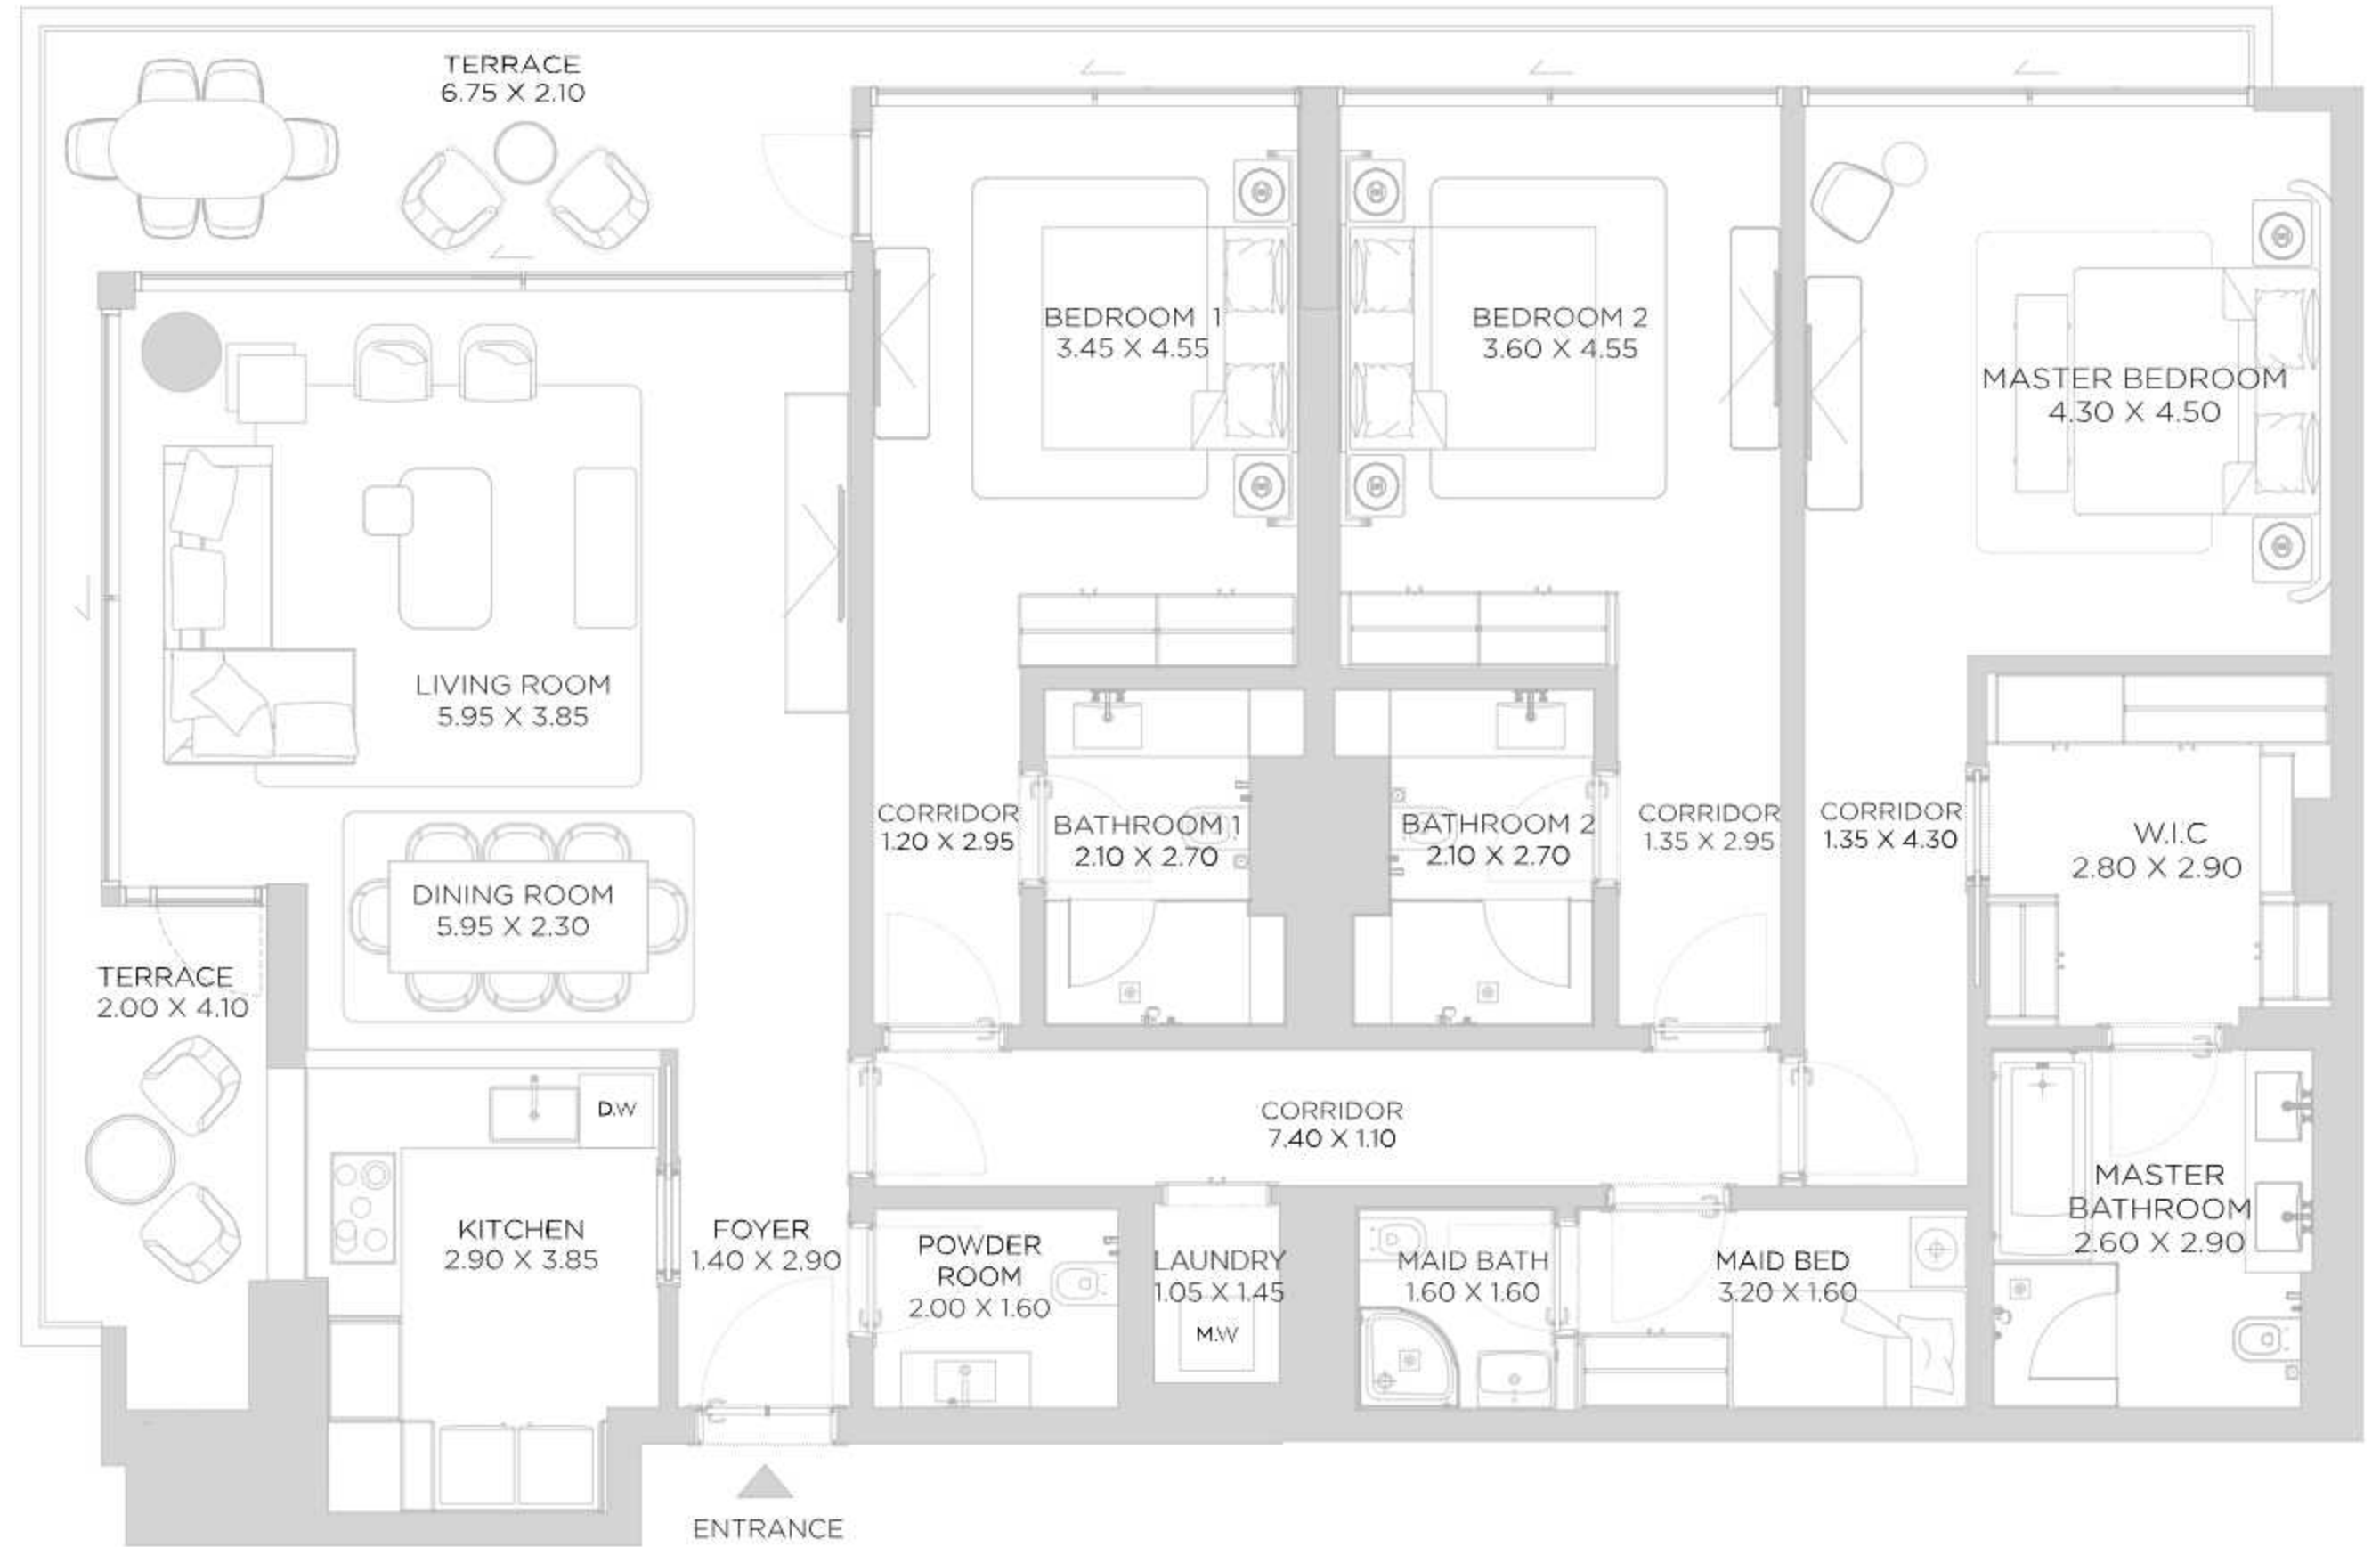 TERRACE
6.75 X 2.10
BEDROOM 1
3.45 X 4.55
BEDROOM 2
3.60 X 4.55
MASTER BEDROOM
4.30 X 4.50
LIVING ROOM
5.95 X 3.85
CORRIDOR
1.20 X 2.95
BATHROOM 1
2.10 X 2.70
BATHROOM 2
2.10 X 2.70
CORRIDOR
1.35 X 2.95
CORRIDOR
1.35 X 4.30
W.I.C
2.80 X 2.90
DINING ROOM
5.95 X 2.30
TERRACE
2.00 X 4.10
D.W
CORRIDOR
7.40 X 1.10
KITCHEN
2.90 X 3.85
FOYER
1.40 X 2.90
POWDER
ROOM
2.00 X 1.60
LAUNDRY
1.05 X 1.45
M.W
MAID BATH
1.60 X 1.60
MAID BED
3.20 X 1.60
MASTER
BATHROOM
2.60 X 2.90
ENTRANCE